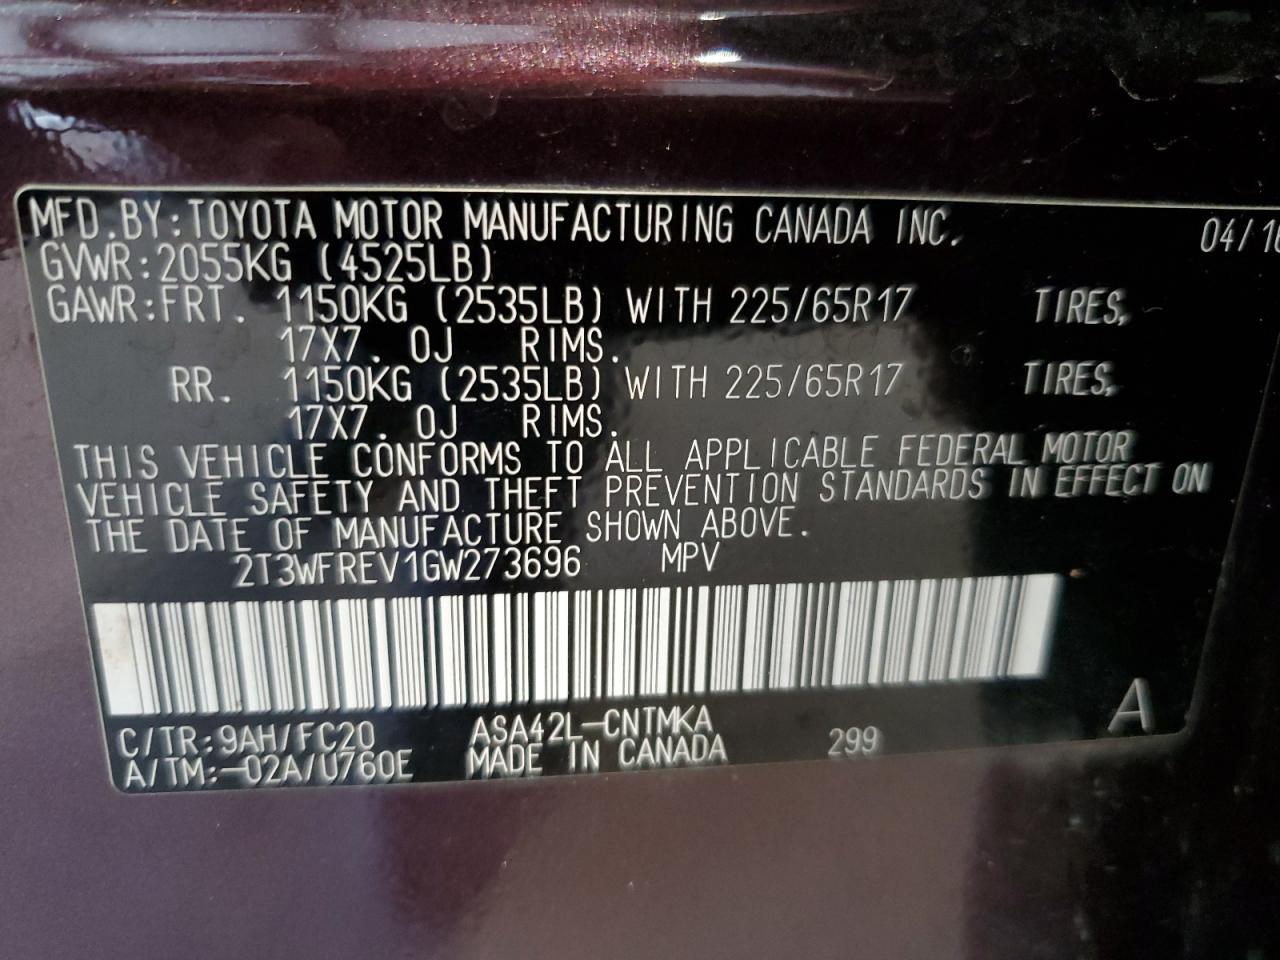 MFD.BY:TOYOTA MOTOR MANUFACTURING CANADA INC. 04/16
GVWR:2055KG (4525LB)
GAWR:FRT. 1150KG (2535LB) WITH 225/65R17 TIRES,
17X7.0J RIMS.
RR. 1150KG (2535LB) WITH 225/65R17 TIRES,
17X7.0J RIMS.
THIS VEHICLE CONFORMS TO ALL APPLICABLE FEDERAL MOTOR
VEHICLE SAFETY AND THEFT PREVENTION STANDARDS IN EFFECT ON
THE DATE OF MANUFACTURE SHOWN ABOVE.
2T3WFREV1GW273696 MPV
C/TR:9AH/FC20 ASA42L-CNTMKA 299 A
A/TM:-02A/U760E MADE IN CANADA